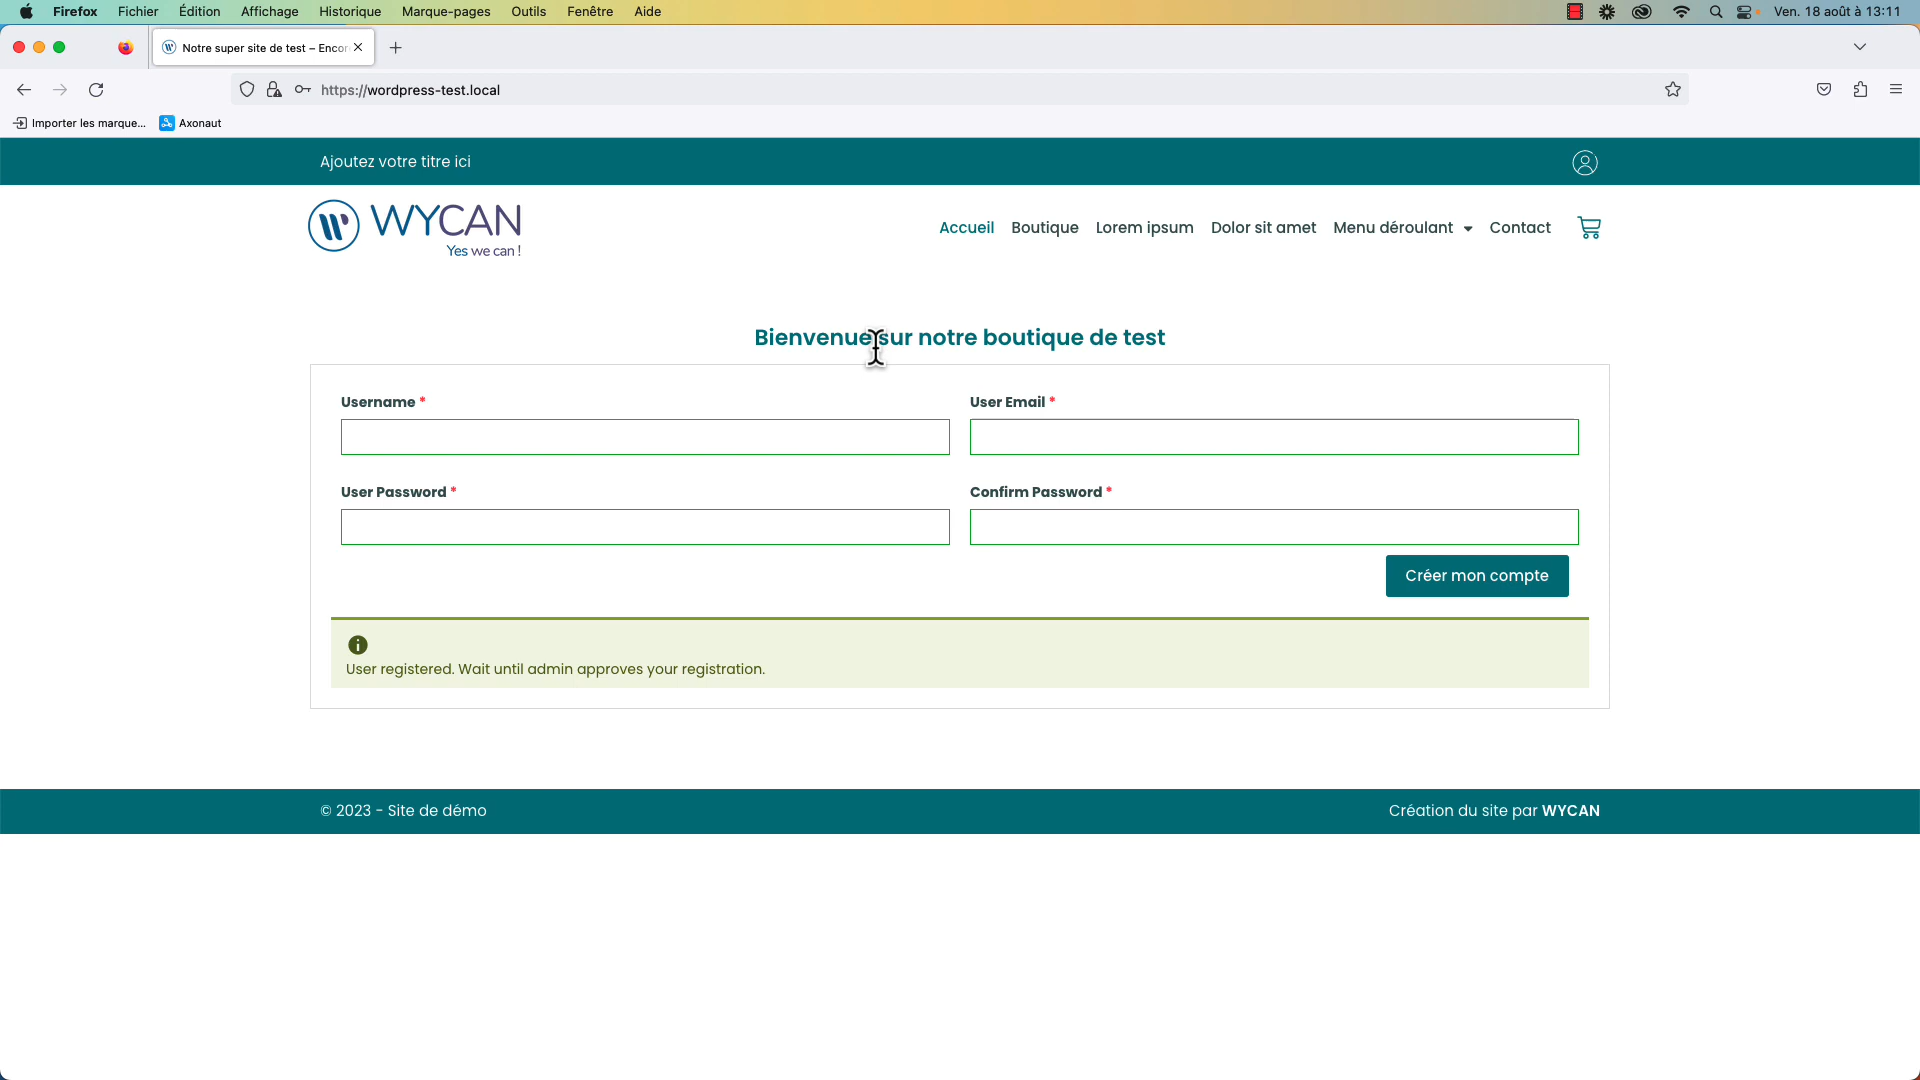 Firefox Fichier Édition Affichage Historique Marque-pages Outils Fenêtre Aide Ven. 18 août à 13:11
Notre super site de test – Encor
https://wordpress-test.local
Importer les marque... Axonaut
Ajoutez votre titre ici
WYCAN
Yes we can !
Accueil Boutique Lorem ipsum Dolor sit amet Menu déroulant Contact
Bienvenue sur notre boutique de test
Username * User Email *
User Password * Confirm Password *
Créer mon compte
User registered. Wait until admin approves your registration.
© 2023 - Site de démo Création du site par WYCAN